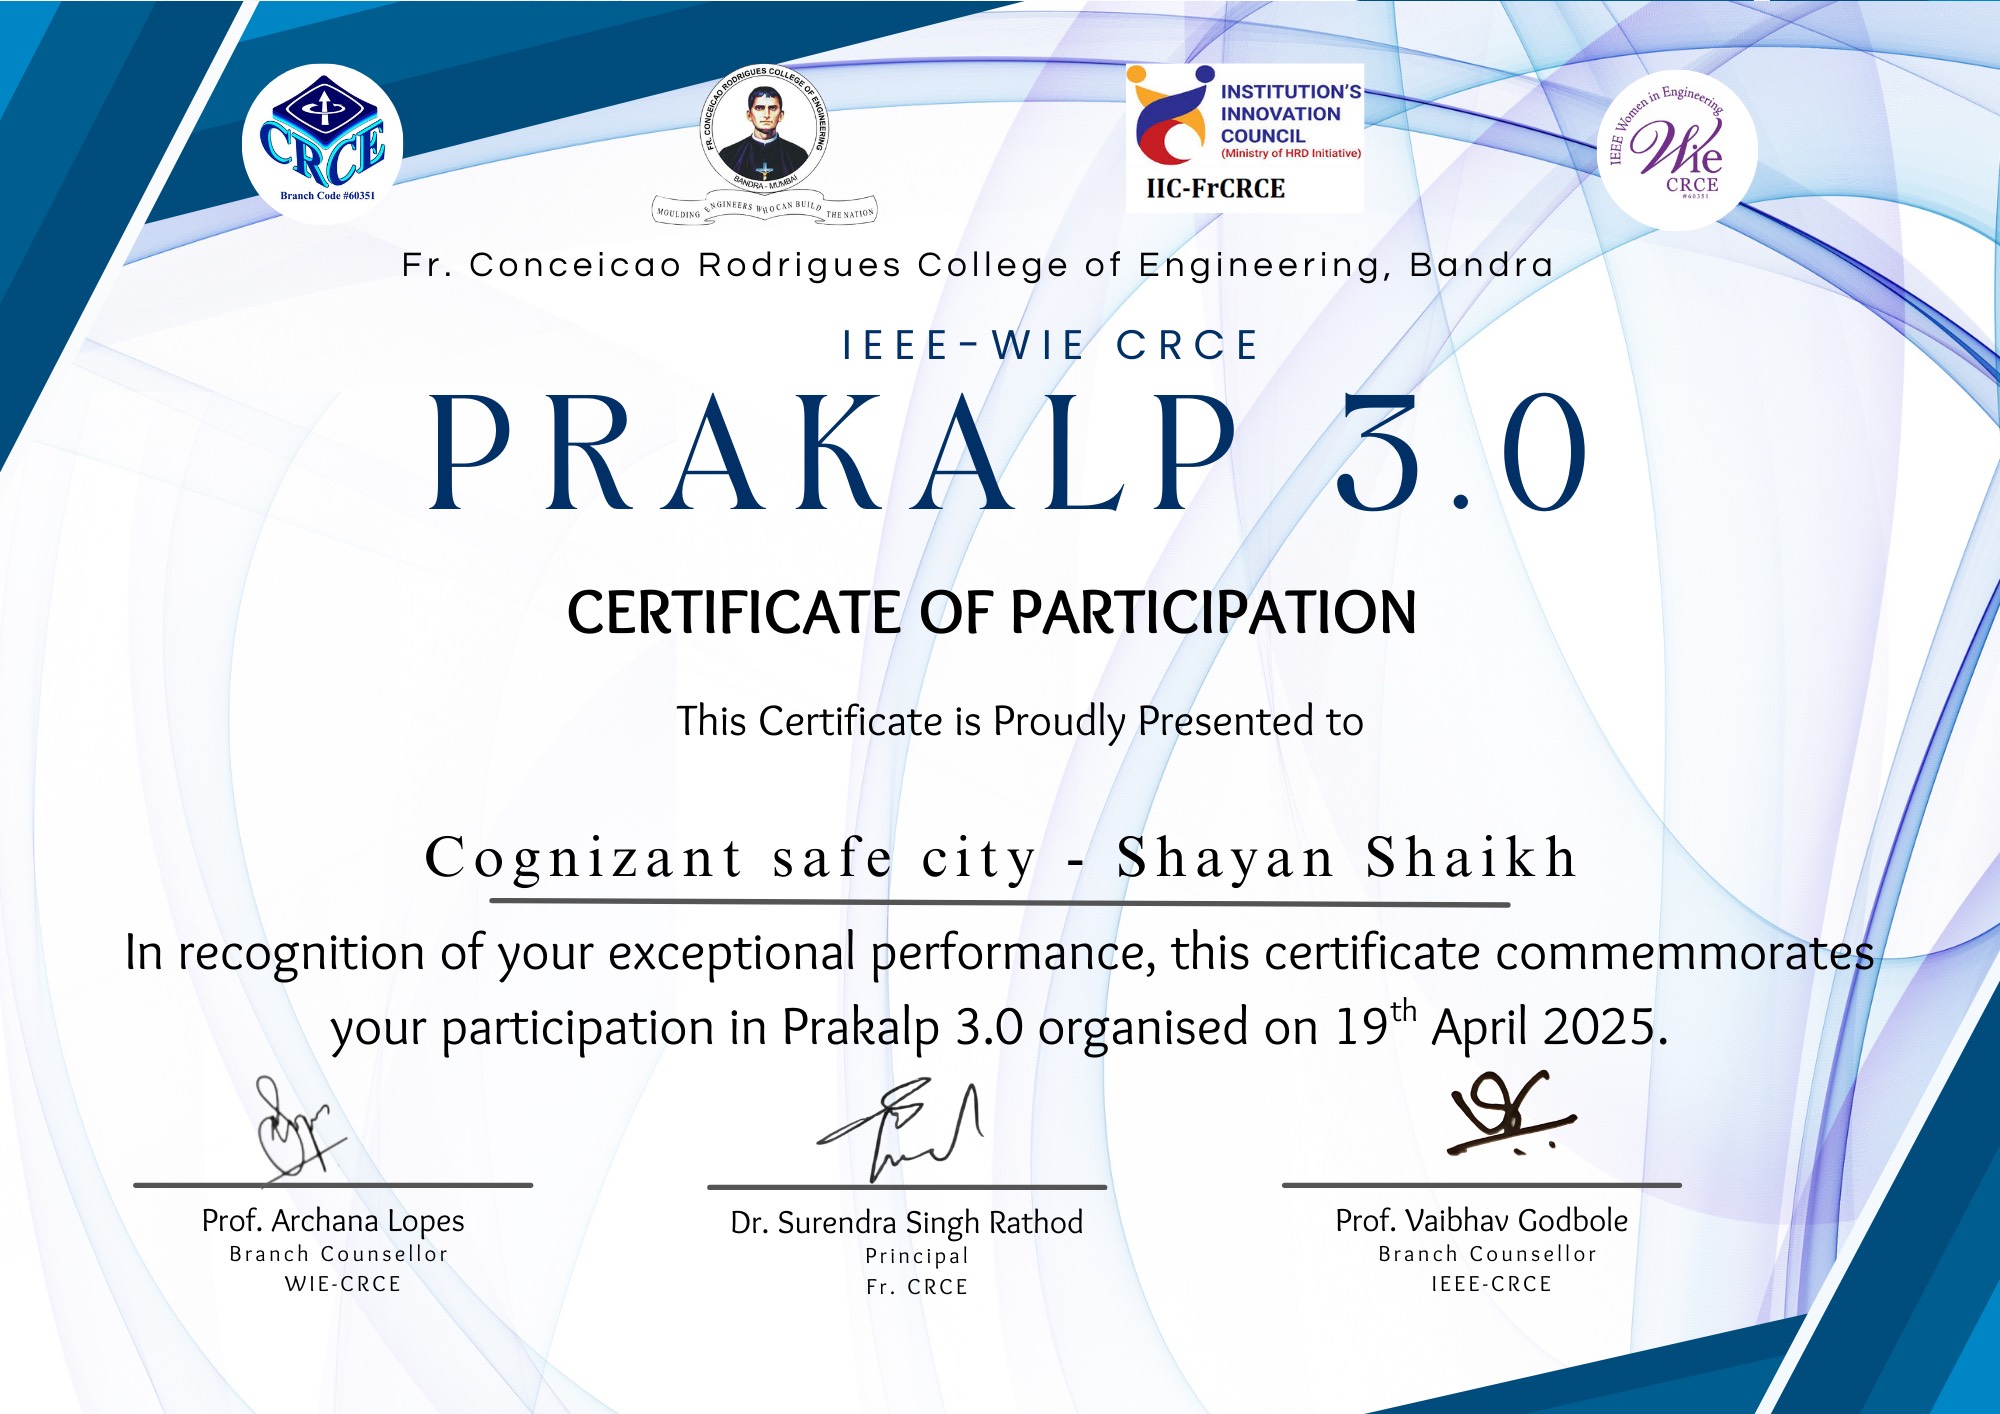 CRCE
Branch Code #60351
FR. CONCEICAO RODRIGUES COLLEGE OF ENGINEERING
BANDRA - MUMBAI
MOULDING ENGINEERS WHO CAN BUILD THE NATION
INSTITUTION'S
INNOVATION
COUNCIL
(Ministry of HRD Initiative)
IIC-FrCRCE
IEEE Women in Engineering
Wie
CRCE
#60351
Fr. Conceicao Rodrigues College of Engineering, Bandra
IEEE-WIE CRCE
PRAKALP 3.0
CERTIFICATE OF PARTICIPATION
This Certificate is Proudly Presented to
Cognizant safe city - Shayan Shaikh
In recognition of your exceptional performance, this certificate commemmorates
your participation in Prakalp 3.0 organised on 19th April 2025.
Prof. Archana Lopes
Branch Counsellor
WIE-CRCE
Dr. Surendra Singh Rathod
Principal
Fr. CRCE
Prof. Vaibhav Godbole
Branch Counsellor
IEEE-CRCE